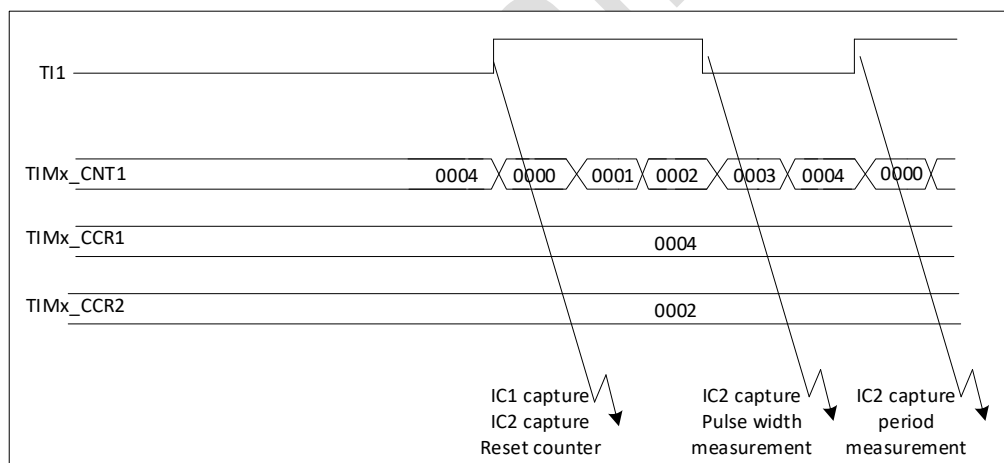 TI1
TIMx_CNT1 0004 0000 0001 0002 0003 0004 0000
TIMx_CCR1 0004
TIMx_CCR2 0002
IC1 capture
IC2 capture
Reset counter
IC2 capture
Pulse width
measurement
IC2 capture
period
measurement